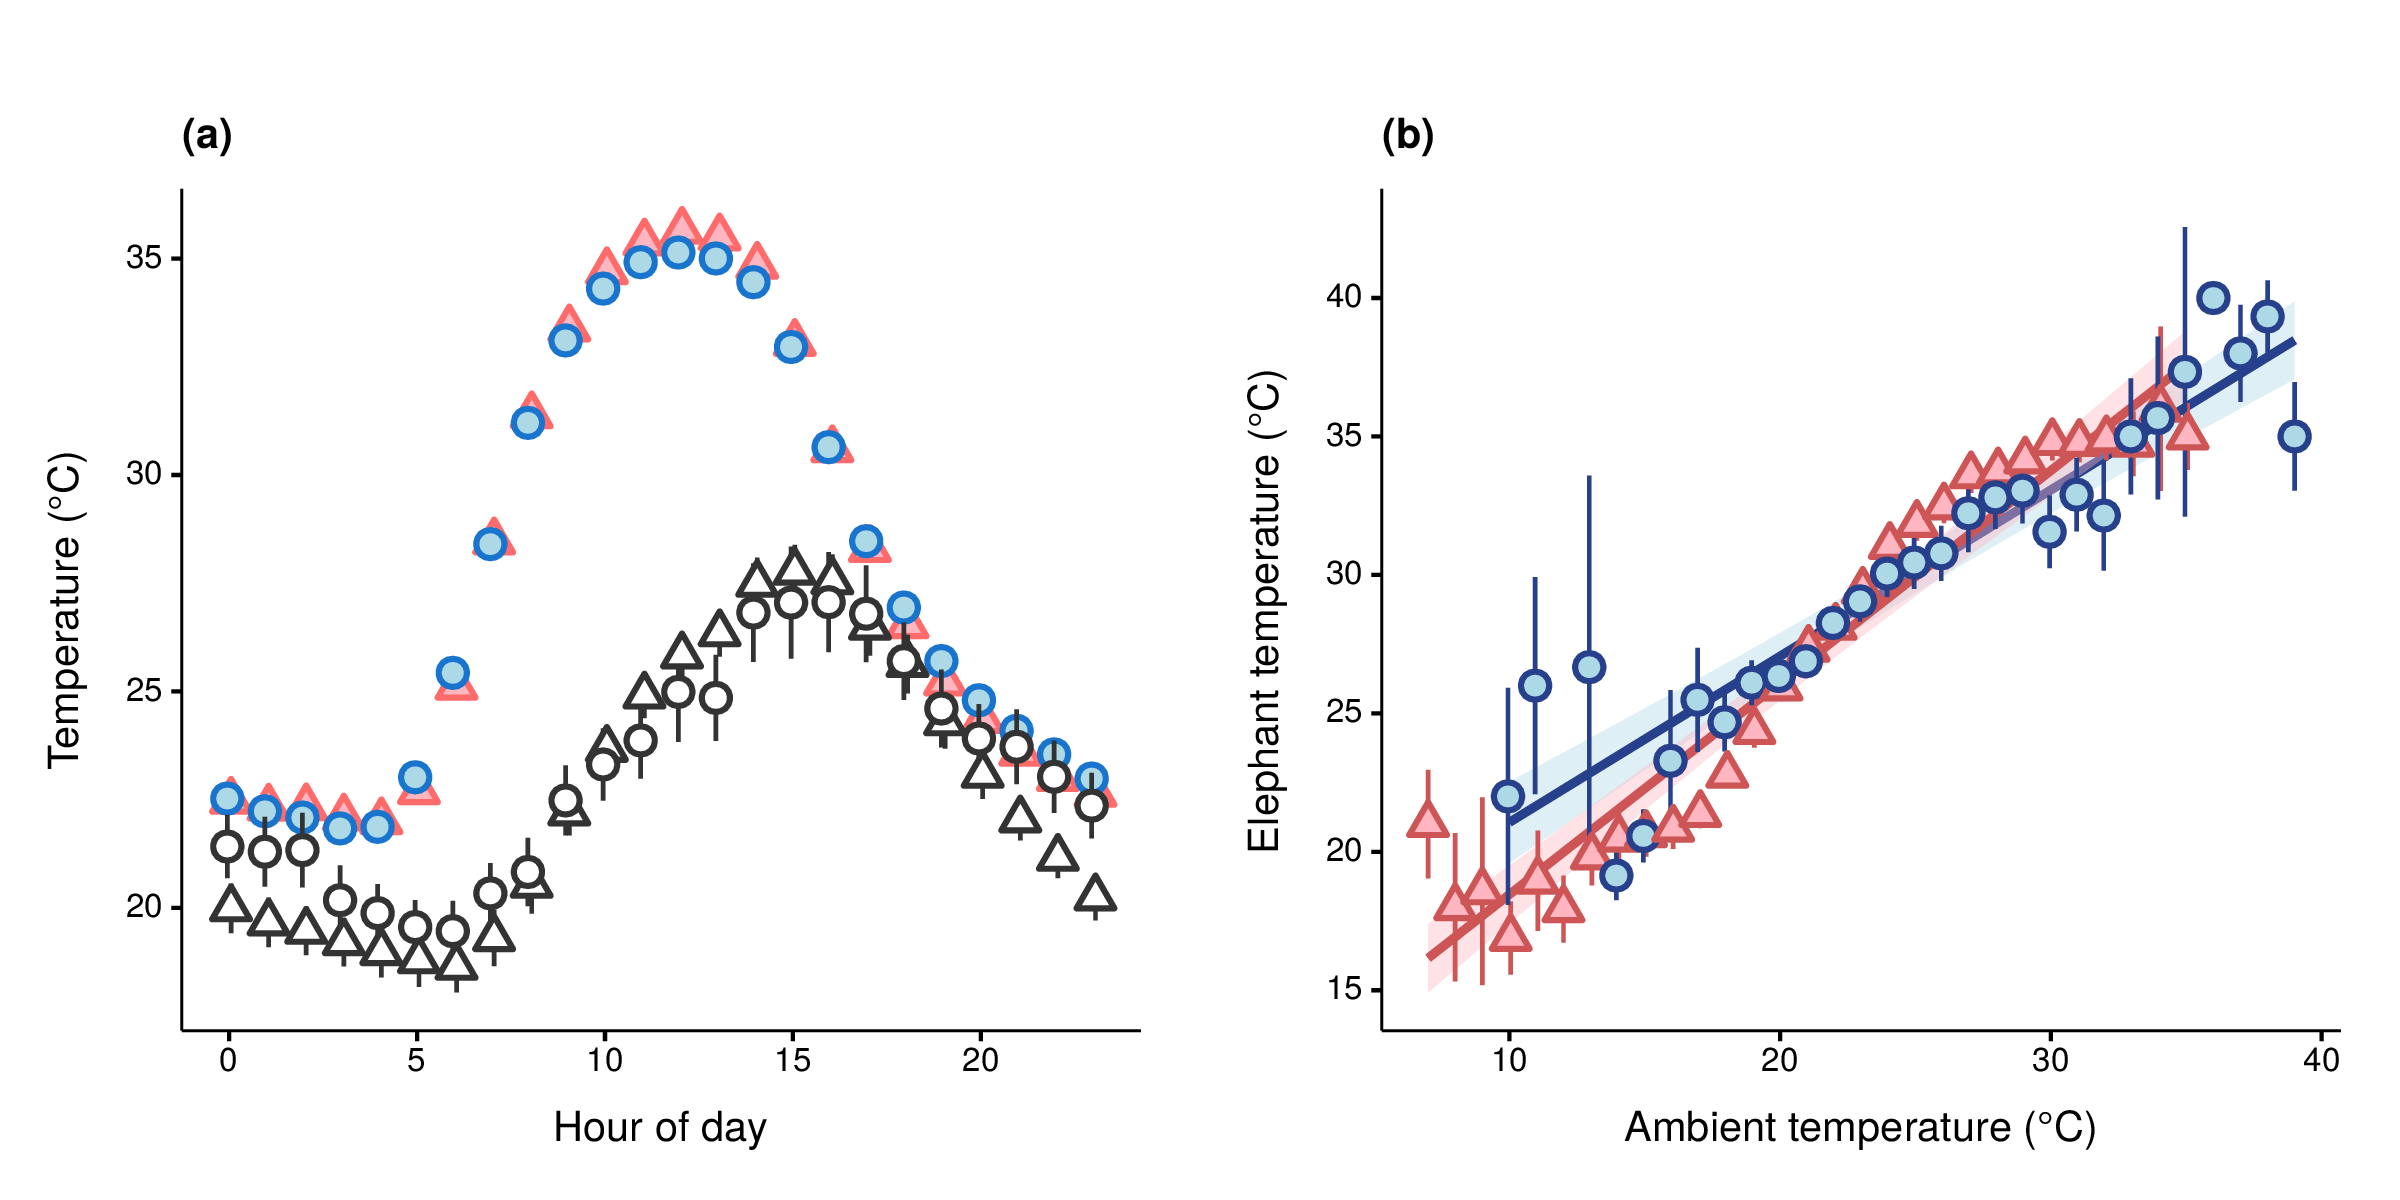 (a)
(b)
Temperature (°C)
35
30
25
20
0 5 10 15 20
Hour of day
Elephant temperature (°C)
40
35
30
25
20
15
10 20 30 40
Ambient temperature (°C)